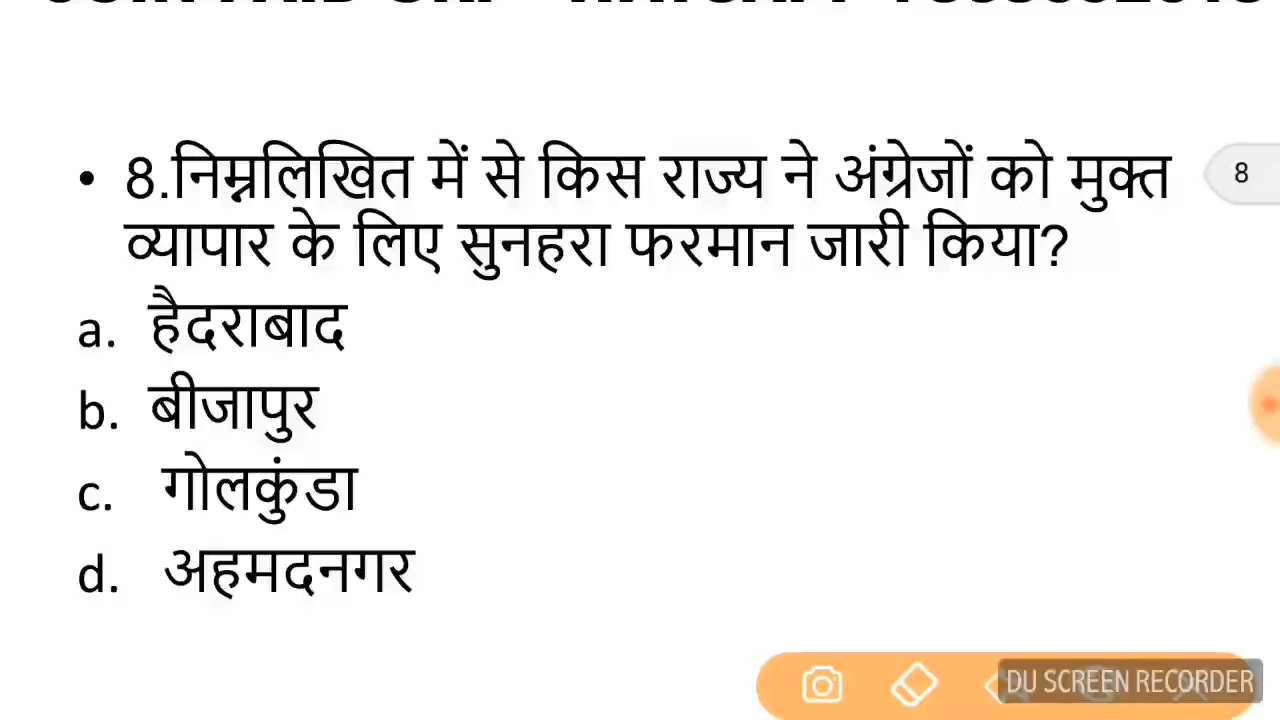 • 8.निम्नलिखित में से किस राज्य ने अंग्रेजों को मुक्त
व्यापार के लिए सुनहरा फरमान जारी किया?
8
a. हैदराबाद
b. बीजापुर
c. गोलकुंडा
d. अहमदनगर
DU SCREEN RECORDER